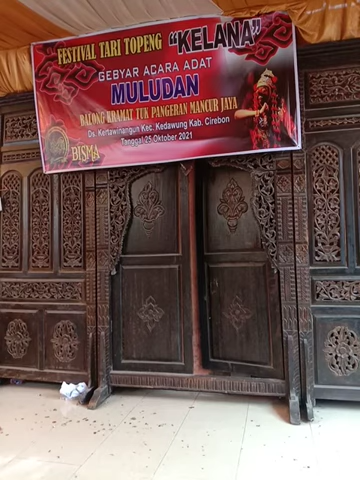 FESTIVAL TARI TOPENG "KELANA"
GEBYAR ACARA ADAT
MULUDAN
BALONG KRAMAT TUK PANGERAN MANCUR JAYA
Ds. Kertawinangun Kec. Kedawung Kab. Cirebon
Tanggal 25 Oktober 2021
BISMA